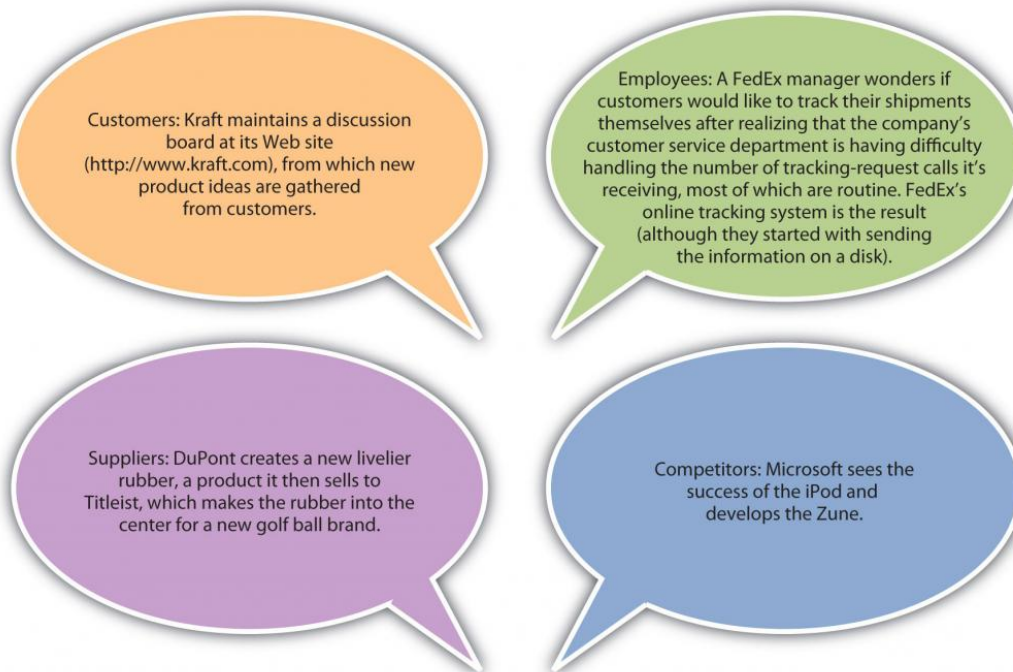 Customers: Kraft maintains a discussion
board at its Web site
(http://www.kraft.com), from which new
product ideas are gathered
from customers.
Employees: A FedEx manager wonders if
customers would like to track their shipments
themselves after realizing that the company's
customer service department is having difficulty
handling the number of tracking-request calls it's
receiving, most of which are routine. FedEx's
online tracking system is the result
(although they started with sending
the information on a disk).
Suppliers: DuPont creates a new livelier
rubber, a product it then sells to
Titleist, which makes the rubber into the
center for a new golf ball brand.
Competitors: Microsoft sees the
success of the iPod and
develops the Zune.